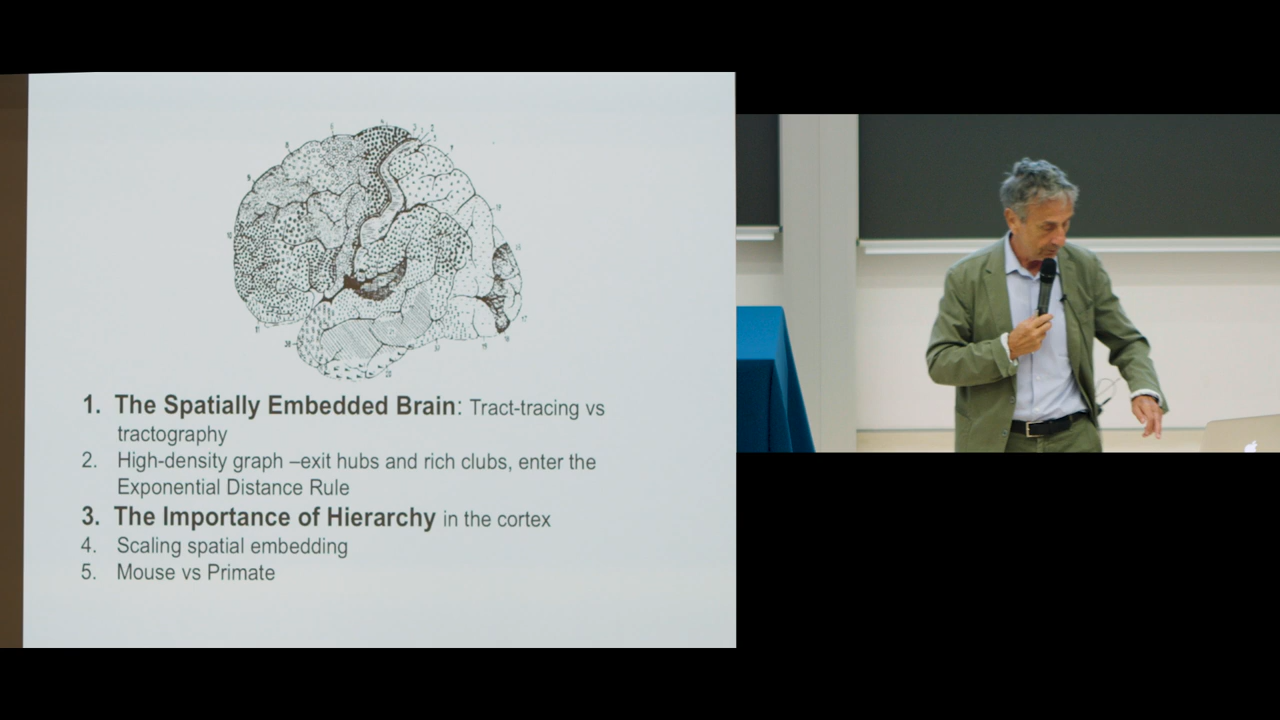 1. The Spatially Embedded Brain: Tract-tracing vs
tractography
2. High-density graph –exit hubs and rich clubs, enter the
Exponential Distance Rule
3. The Importance of Hierarchy in the cortex
4. Scaling spatial embedding
5. Mouse vs Primate